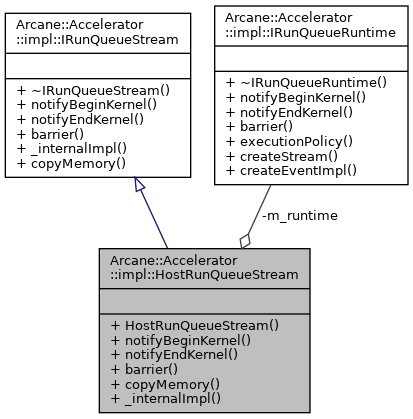 Arcane::Accelerator
::impl::IRunQueueStream
+ ~IRunQueueStream()
+ notifyBeginKernel()
+ notifyEndKernel()
+ barrier()
+ _internalImpl()
+ copyMemory()
Arcane::Accelerator
::impl::IRunQueueRuntime
+ ~IRunQueueRuntime()
+ notifyBeginKernel()
+ notifyEndKernel()
+ barrier()
+ executionPolicy()
+ createStream()
+ createEventImpl()
-m_runtime
Arcane::Accelerator
::impl::HostRunQueueStream
+ HostRunQueueStream()
+ notifyBeginKernel()
+ notifyEndKernel()
+ barrier()
+ copyMemory()
+ _internalImpl()